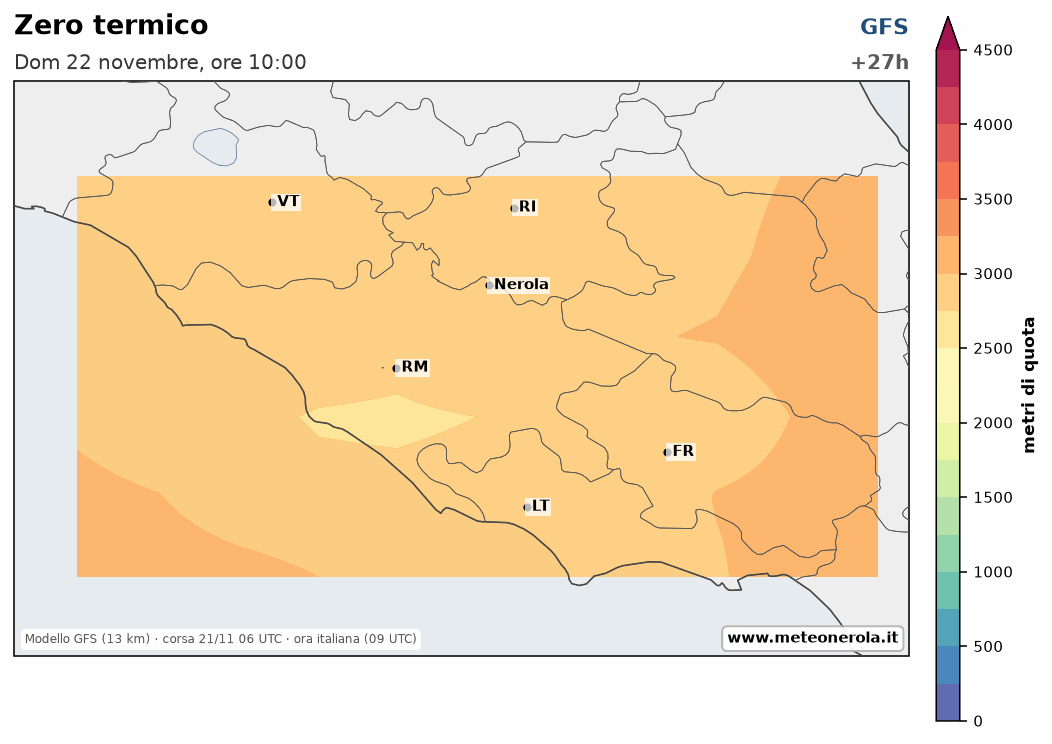 Zero termico
GFS
Dom 22 novembre, ore 10:00
+27h
VT
RI
Nerola
RM
FR
LT
Modello GFS (13 km) · corsa 21/11 06 UTC · ora italiana (09 UTC)
www.meteonerola.it
4500
4000
3500
3000
2500
2000
1500
1000
500
0
metri di quota